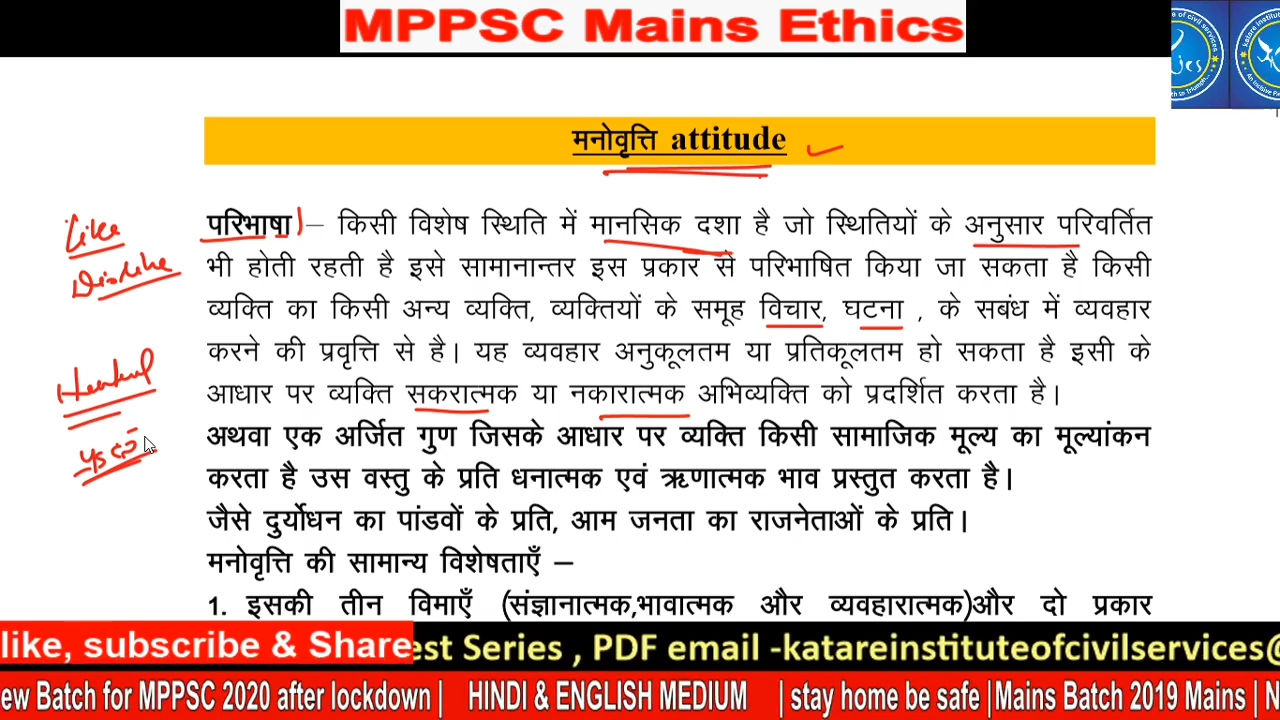 MPPSC Mains Ethics
मनोवृत्ति attitude
Like
Dislike
परिभाषा – किसी विशेष स्थिति में मानसिक दशा है जो स्थितियों के अनुसार परिवर्तित
भी होती रहती है इसे सामानान्तर इस प्रकार से परिभाषित किया जा सकता है किसी
व्यक्ति का किसी अन्य व्यक्ति, व्यक्तियों के समूह विचार, घटना , के सबंध में व्यवहार
करने की प्रवृत्ति से है। यह व्यवहार अनुकूलतम या प्रतिकूलतम हो सकता है इसी के
आधार पर व्यक्ति सकरात्मक या नकारात्मक अभिव्यक्ति को प्रदर्शित करता है।
अथवा एक अर्जित गुण जिसके आधार पर व्यक्ति किसी सामाजिक मूल्य का मूल्यांकन
करता है उस वस्तु के प्रति धनात्मक एवं ऋणात्मक भाव प्रस्तुत करता है।
जैसे दुर्योधन का पांडवों के प्रति, आम जनता का राजनेताओं के प्रति।
मनोवृत्ति की सामान्य विशेषताएँ –
1. इसकी तीन विमाएँ (संज्ञानात्मक,भावात्मक और व्यवहारात्मक)और दो प्रकार
like, subscribe & Share
est Series , PDF email -katareinstituteofcivilservices@
ew Batch for MPPSC 2020 after lockdown | HINDI & ENGLISH MEDIUM | stay home be safe |Mains Batch 2019 Mains | N